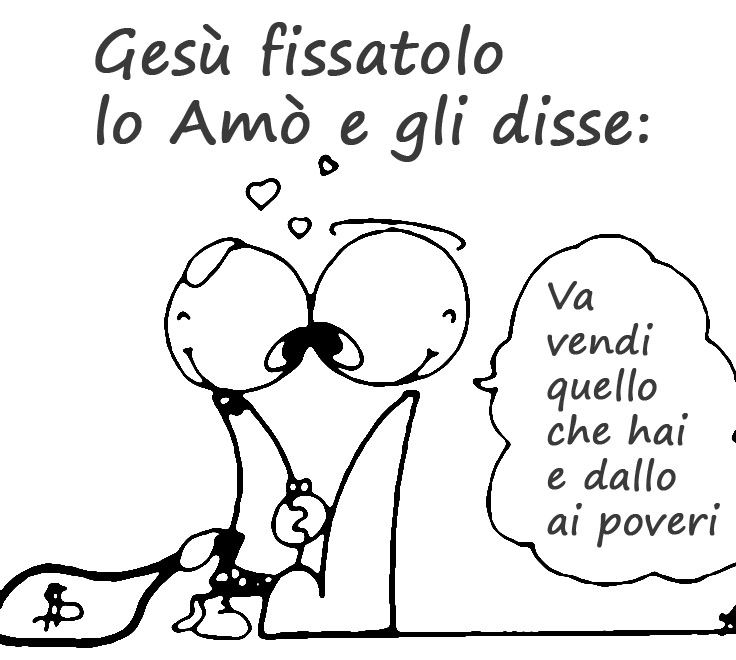 Gesù fissatolo
lo Amò e gli disse:
Va
vendi
quello
che hai
e dallo
ai poveri